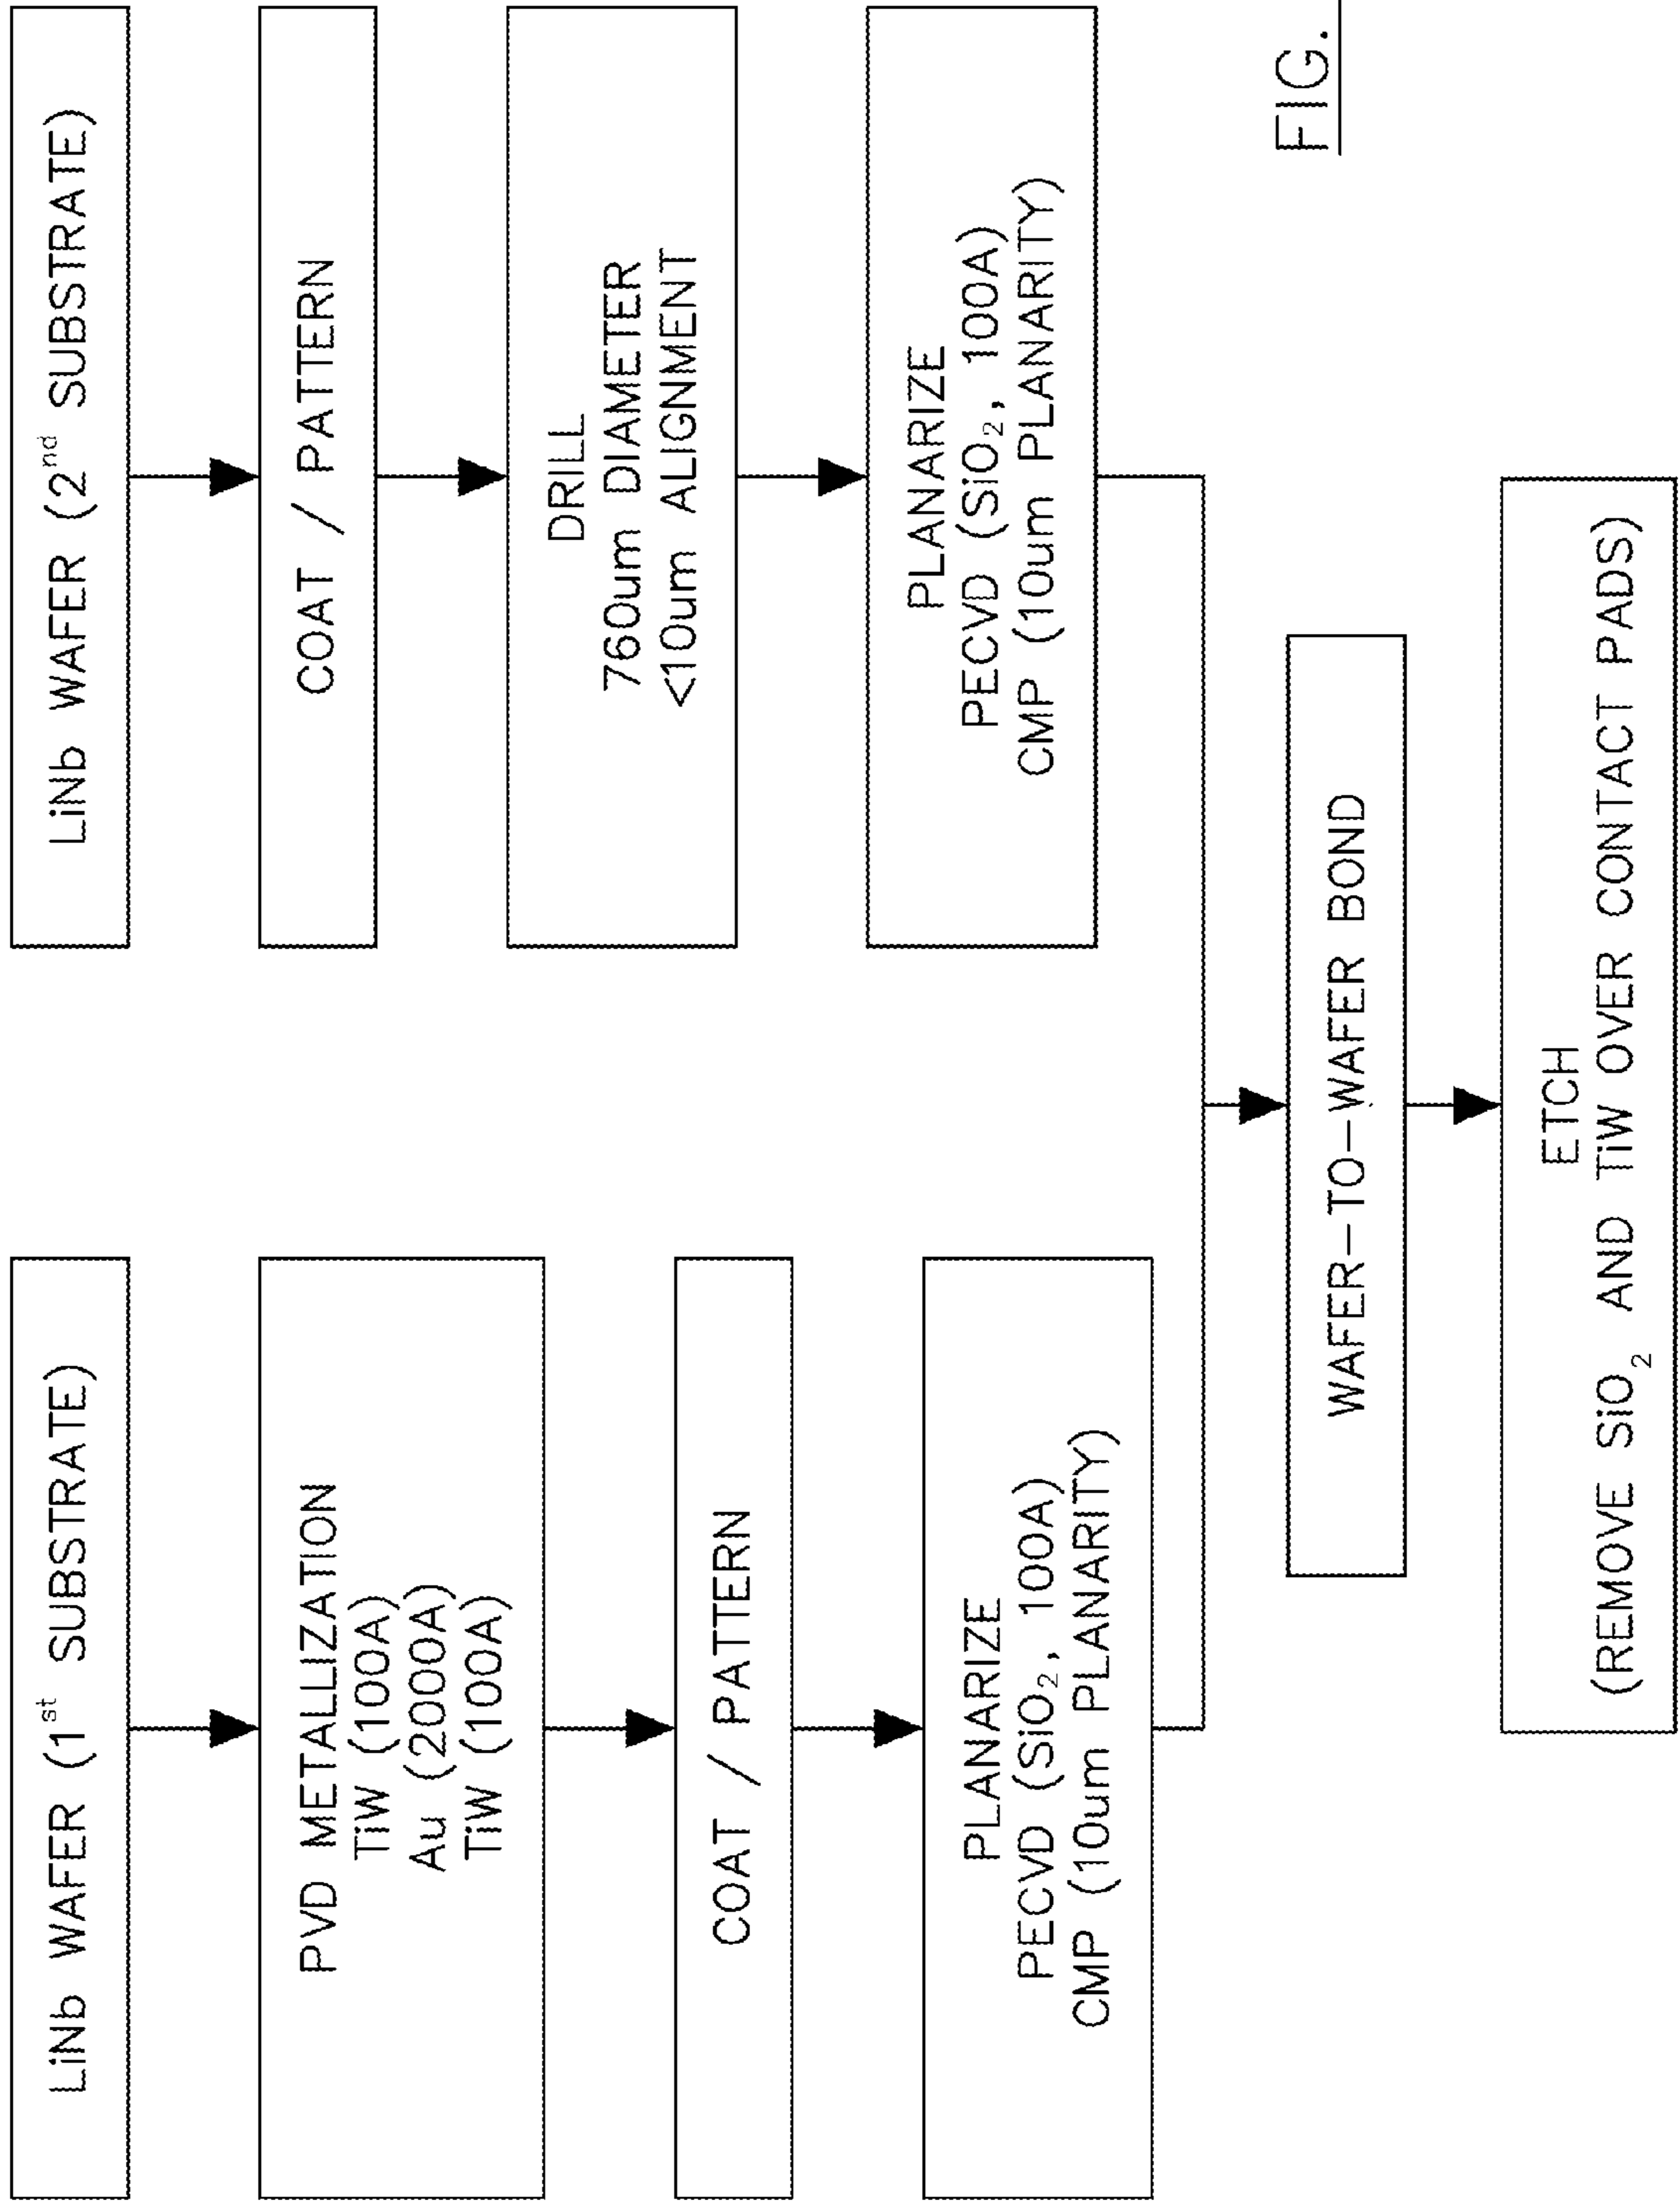 LiNb WAFER (1st SUBSTRATE)
PVD METALLIZATION
TiW (100A)
Au (2000A)
TiW (100A)
COAT / PATTERN
PLANARIZE
PECVD (SiO₂, 100A)
CMP (10um PLANARITY)
LiNb WAFER (2nd SUBSTRATE)
COAT / PATTERN
DRILL
760um DIAMETER
<10um ALIGNMENT
PLANARIZE
PECVD (SiO₂, 100A)
CMP (10um PLANARITY)
WAFER-TO-WAFER BOND
ETCH
(REMOVE SiO₂ AND TiW OVER CONTACT PADS)
FIG.